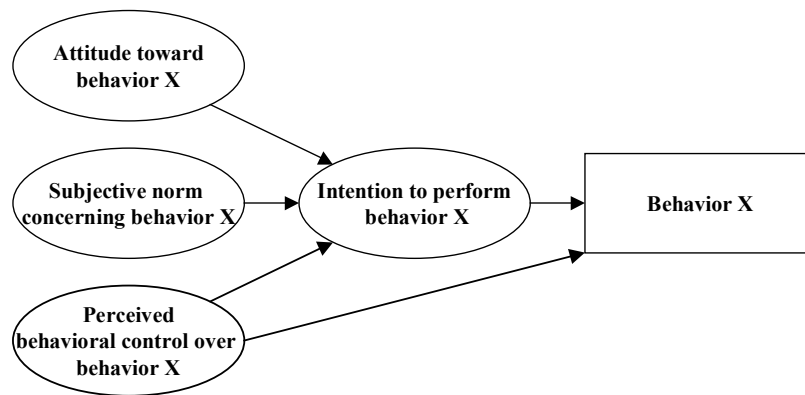 Attitude toward
behavior X
Subjective norm
concerning behavior X
Intention to perform
behavior X
Behavior X
Perceived
behavioral control over
behavior X